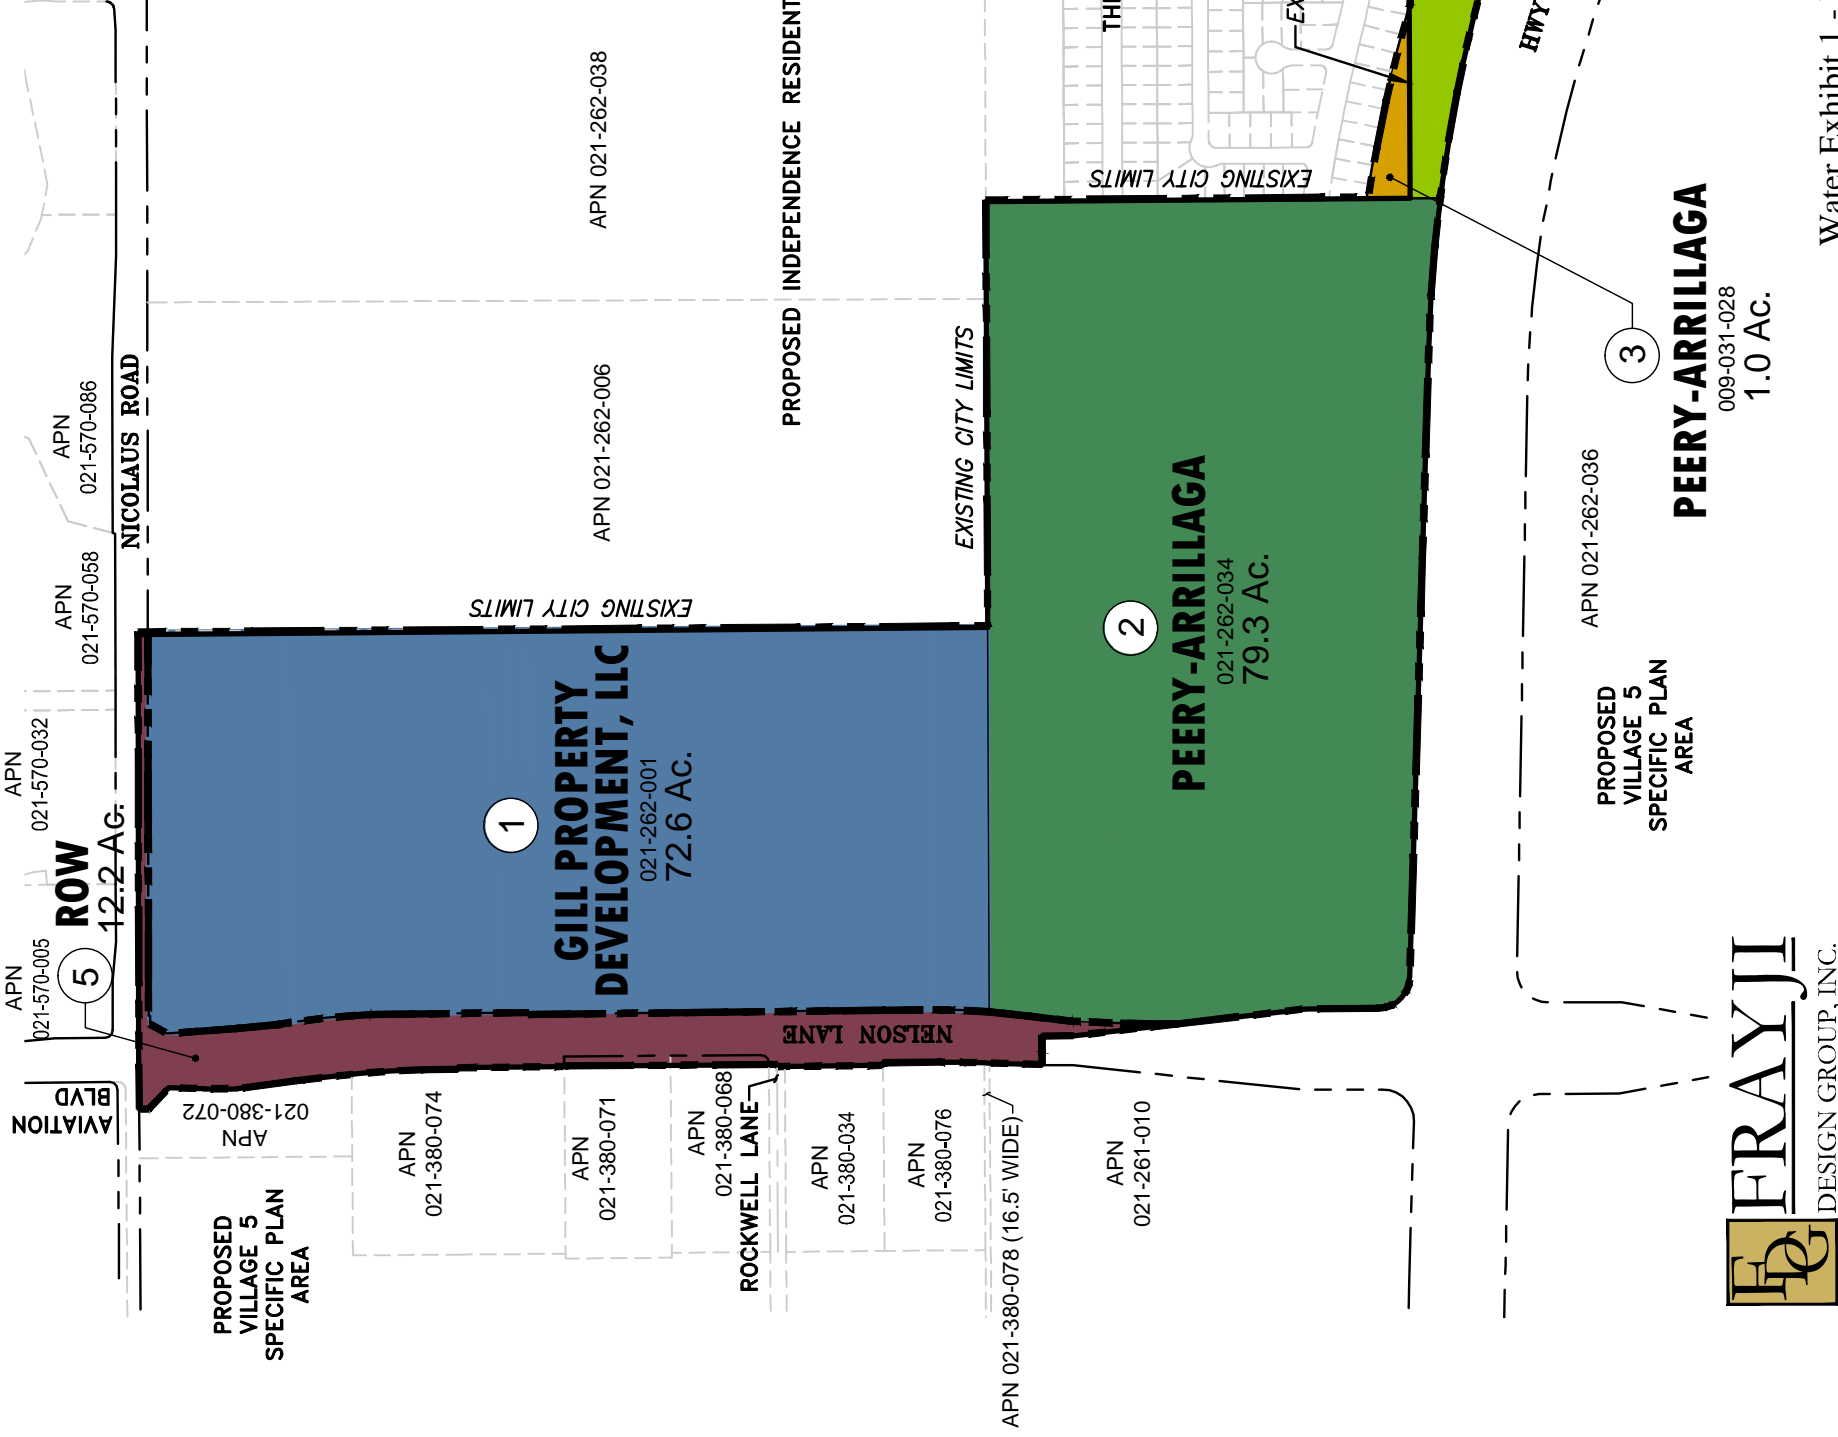 AVIATION
BLVD
NICOLAUS ROAD
APN
021-570-005
APN
021-570-032
APN
021-570-058
APN
021-570-086
5
ROW
12.2 Ac.
1
GILL PROPERTY
DEVELOPMENT, LLC
021-262-001
72.6 Ac.
EXISTING CITY LIMITS
APN 021-262-006
APN 021-262-038
PROPOSED INDEPENDENCE RESIDENT
EXISTING CITY LIMITS
EXISTING CITY LIMITS
THE
EX
HWY
2
PEERY-ARRILLAGA
021-262-034
79.3 Ac.
3
PEERY-ARRILLAGA
009-031-028
1.0 Ac.
APN 021-262-036
PROPOSED
VILLAGE 5
SPECIFIC PLAN
AREA
NELSON LANE
APN
021-380-072
APN
021-380-074
APN
021-380-071
APN
021-380-068
ROCKWELL LANE
APN
021-380-034
APN
021-380-076
APN 021-380-078 (16.5' WIDE)
APN
021-261-010
PROPOSED
VILLAGE 5
SPECIFIC PLAN
AREA
FDG
FRAYJI
DESIGN GROUP, INC.
Water Exhibit 1 -